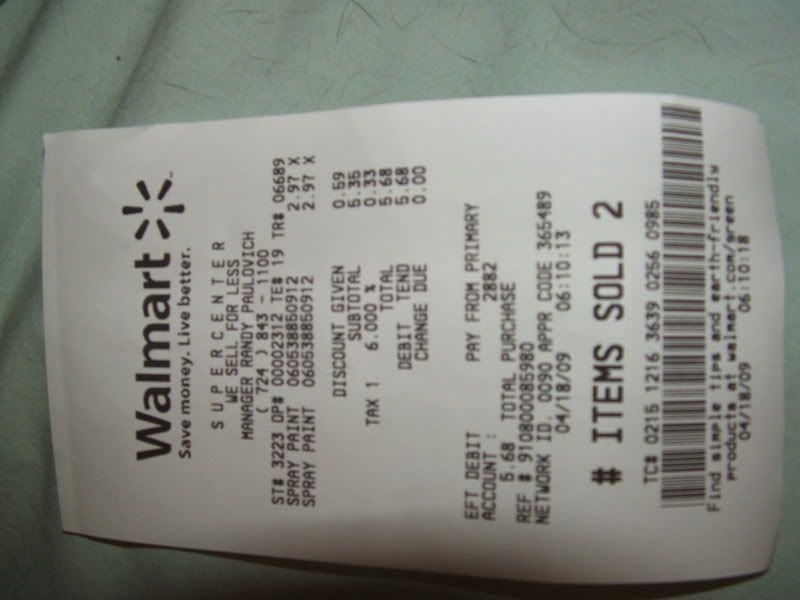 Walmart
Save money. Live better.
SUPERCENTER
WE SELL FOR LESS
MANAGER RANDY PAULOVICH
( 724 ) 843 - 1100
ST# 3223 OP# 00002312 TE# 19 TR# 06689
SPRAY PAINT 060538850912 2.97 X
SPRAY PAINT 060538850912 2.97 X
DISCOUNT GIVEN 0.59
SUBTOTAL 5.35
TAX 1 6.000 % 0.33
TOTAL 5.68
DEBIT TEND 5.68
CHANGE DUE 0.00
EFT DEBIT PAY FROM PRIMARY
ACCOUNT : 2882
5.68 TOTAL PURCHASE
REF # 910800085980
NETWORK ID. 0090 APPR CODE 365489
04/18/09 06:10:13
# ITEMS SOLD 2
TC# 0215 1216 3639 0256 0985
Find simple tips and earth-friendly
products at walmart.com/green
04/18/09 06:10:18